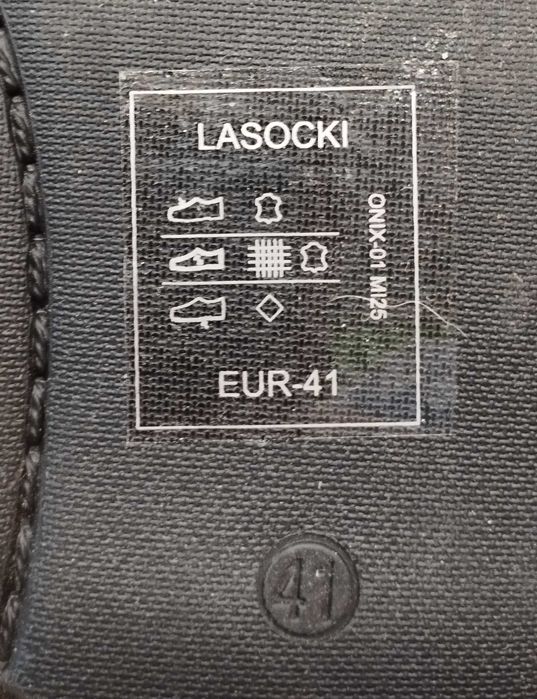 LASOCKI
ONIX-01 MI25
EUR-41
41